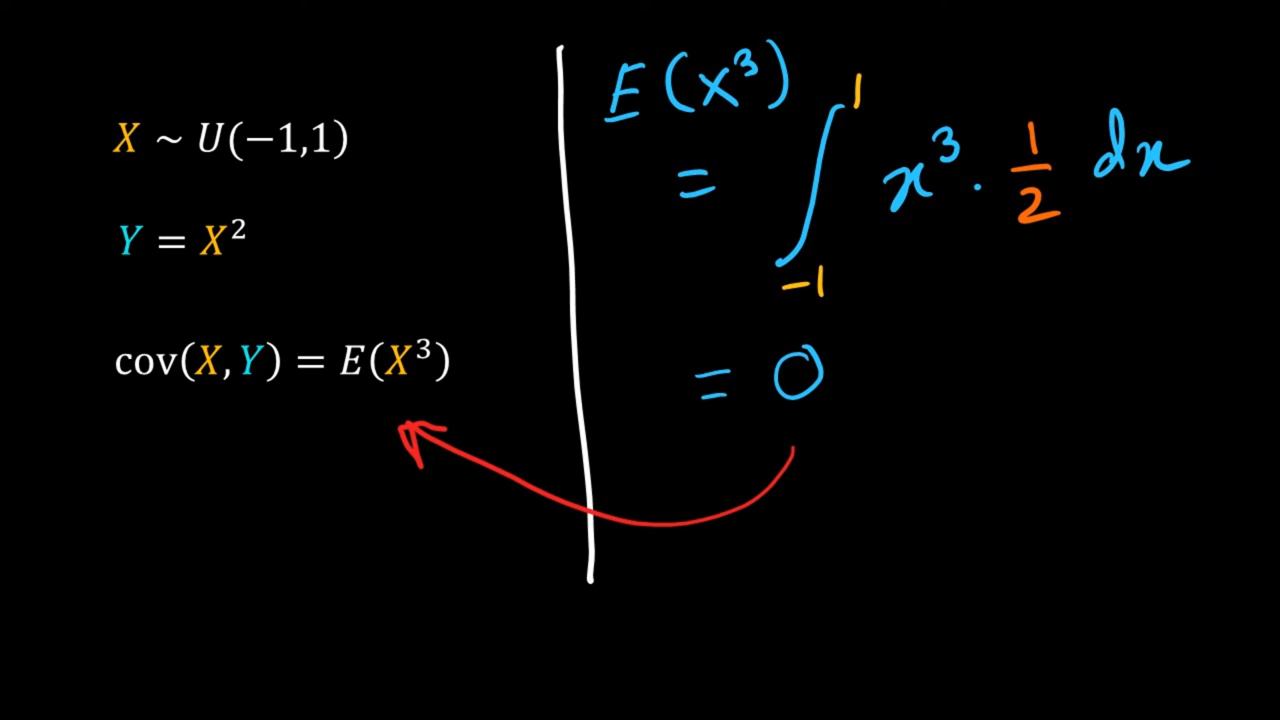 X ~ U(−1,1)
Y = X²
cov(X, Y) = E(X³)
E(X³)
= ∫₋₁¹ x³ · 1/2 dx
= 0